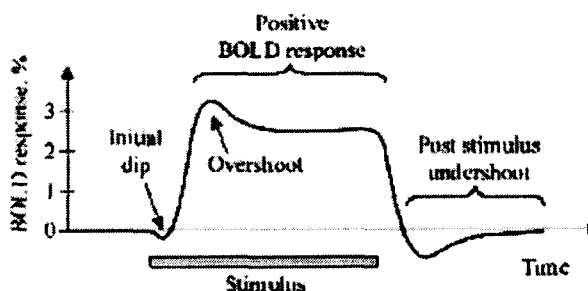 Positive
BOLD response
BOLD response, %
3
2
1
0
Initial
dip
Overshoot
Post stimulus
undershoot
Time
Stimulus